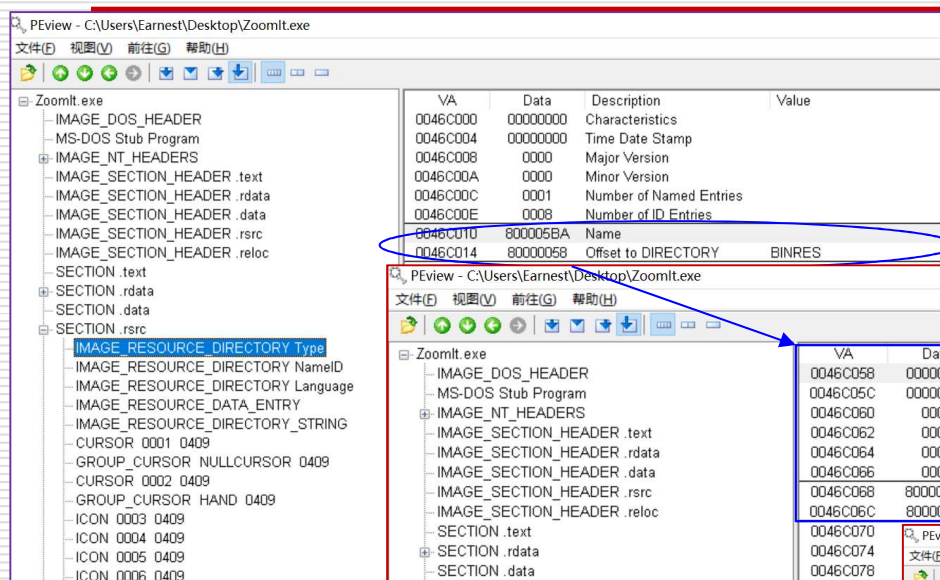 PEview - C:\Users\Earnest\Desktop\ZoomIt.exe
文件(F) 视图(V) 前往(G) 帮助(H)
ZoomIt.exe
IMAGE_DOS_HEADER
MS-DOS Stub Program
IMAGE_NT_HEADERS
IMAGE_SECTION_HEADER .text
IMAGE_SECTION_HEADER .rdata
IMAGE_SECTION_HEADER .data
IMAGE_SECTION_HEADER .rsrc
IMAGE_SECTION_HEADER .reloc
SECTION .text
SECTION .rdata
SECTION .data
SECTION .rsrc
IMAGE_RESOURCE_DIRECTORY Type
IMAGE_RESOURCE_DIRECTORY NameID
IMAGE_RESOURCE_DIRECTORY Language
IMAGE_RESOURCE_DATA_ENTRY
IMAGE_RESOURCE_DIRECTORY_STRING
CURSOR 0001 0409
GROUP_CURSOR NULLCURSOR 0409
CURSOR 0002 0409
GROUP_CURSOR HAND 0409
ICON 0003 0409
ICON 0004 0409
ICON 0005 0409
ICON 0006 0409
VA Data Description Value
0046C000 00000000 Characteristics
0046C004 00000000 Time Date Stamp
0046C008 0000 Major Version
0046C00A 0000 Minor Version
0046C00C 0001 Number of Named Entries
0046C00E 0008 Number of ID Entries
0046C010 800005BA Name
0046C014 80000058 Offset to DIRECTORY BINRES
PEview - C:\Users\Earnest\Desktop\ZoomIt.exe
文件(F) 视图(V) 前往(G) 帮助(H)
ZoomIt.exe
IMAGE_DOS_HEADER
MS-DOS Stub Program
IMAGE_NT_HEADERS
IMAGE_SECTION_HEADER .text
IMAGE_SECTION_HEADER .rdata
IMAGE_SECTION_HEADER .data
IMAGE_SECTION_HEADER .rsrc
IMAGE_SECTION_HEADER .reloc
SECTION .text
SECTION .rdata
SECTION .data
VA
0046C058
0046C05C
0046C060
0046C062
0046C064
0046C066
0046C068
0046C06C
0046C070
0046C074
0046C078